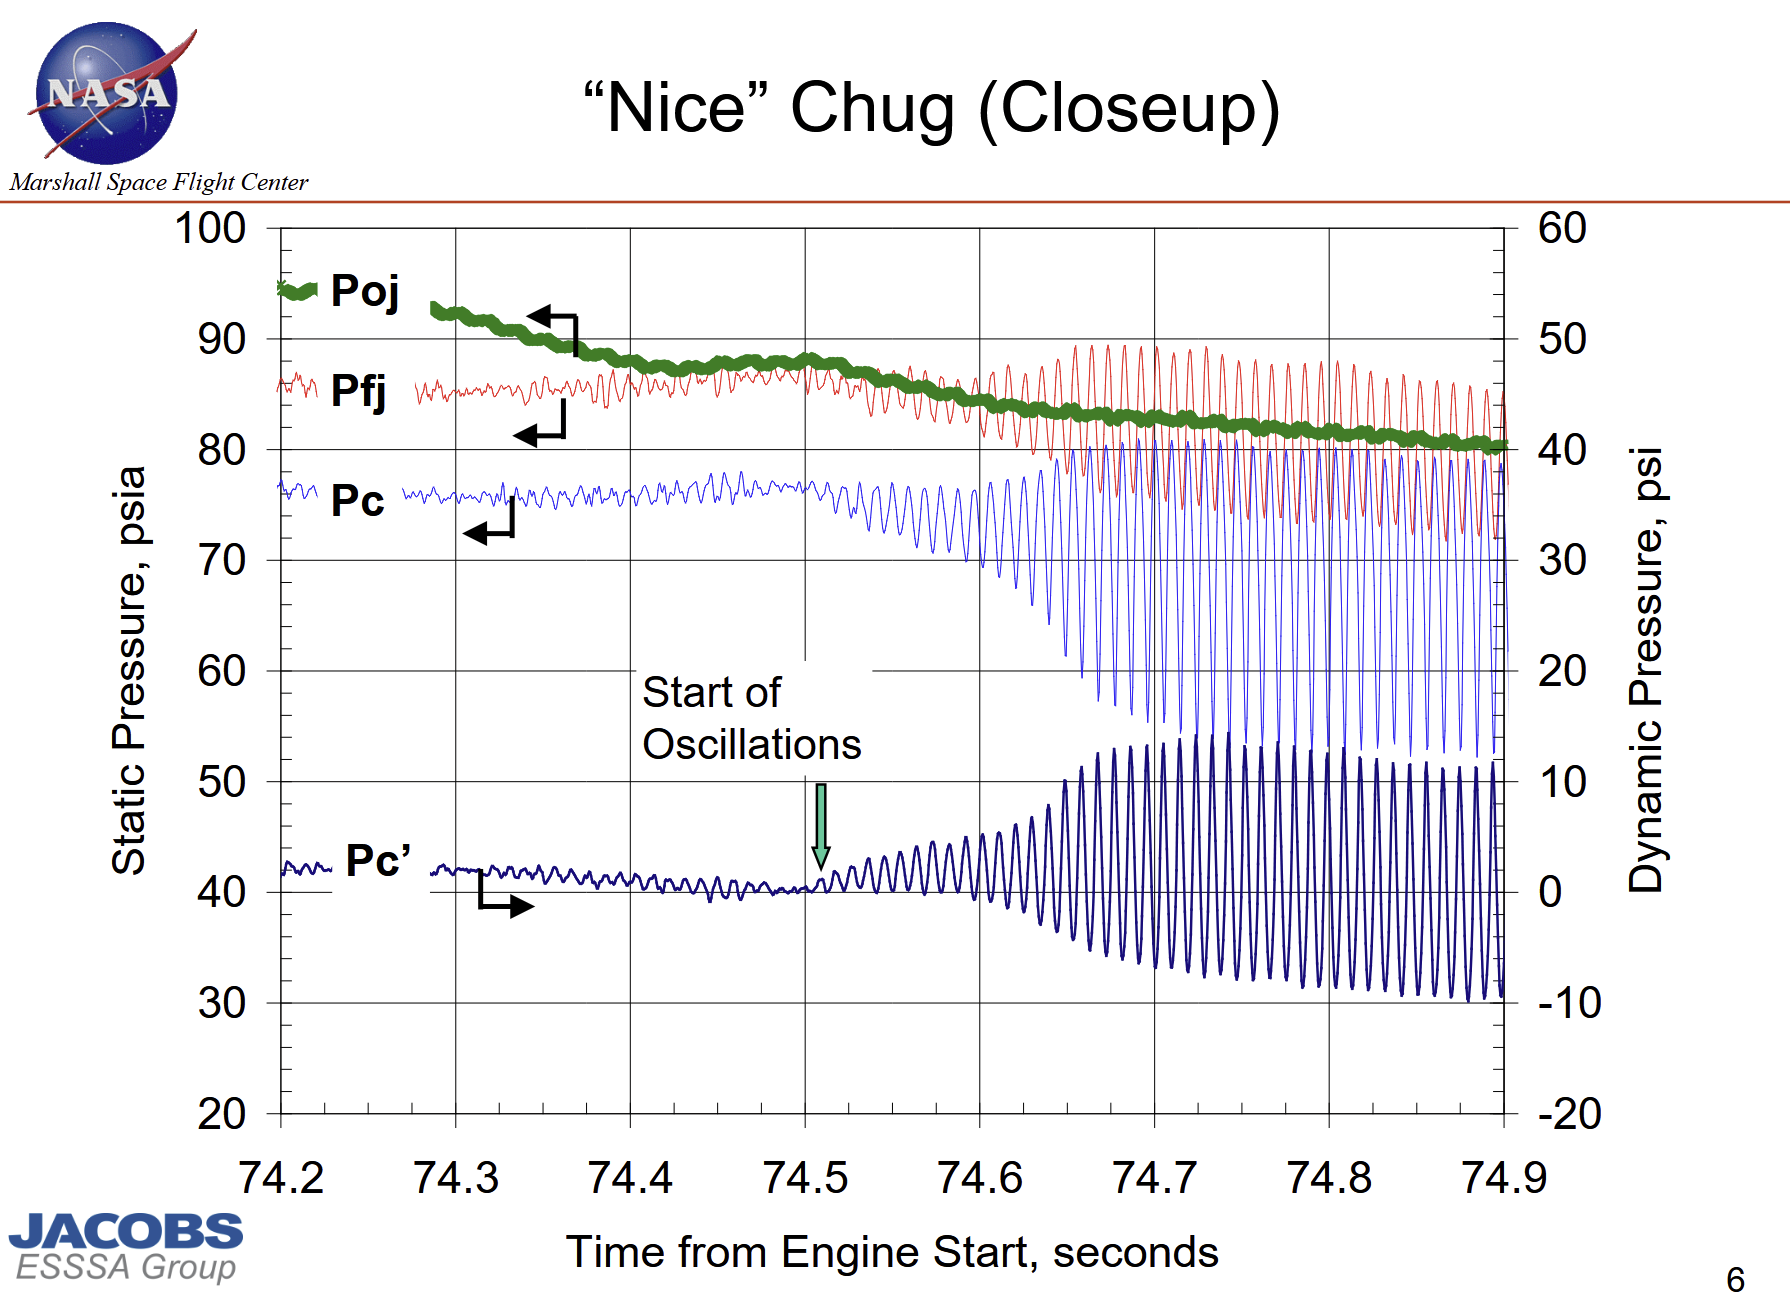 NASA
“Nice” Chug (Closeup)
Marshall Space Flight Center
100
90
80
70
60
50
40
30
20
Static Pressure, psia
60
50
40
30
20
10
0
-10
-20
Dynamic Pressure, psi
Poj
Pfj
Pc
Start of
Oscillations
Pc’
74.2 74.3 74.4 74.5 74.6 74.7 74.8 74.9
Time from Engine Start, seconds
JACOBS
ESSSA Group
6